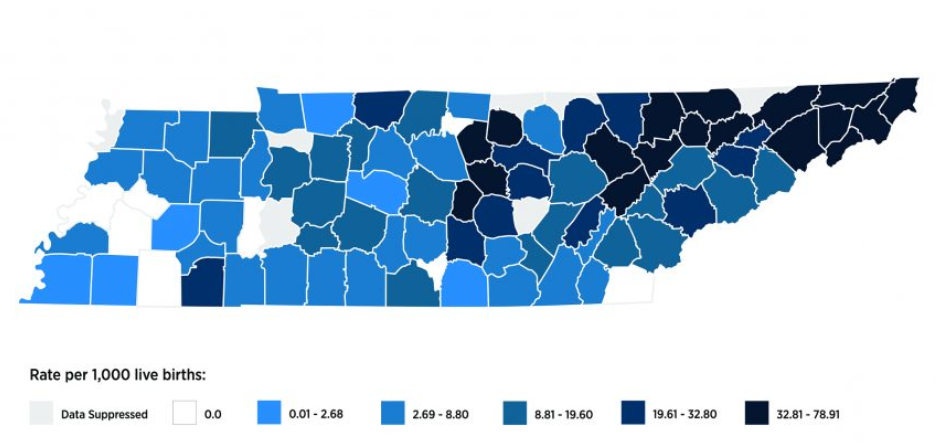 Rate per 1,000 live births:
Data Suppressed 0.0 0.01 - 2.68 2.69 - 8.80 8.81 - 19.60 19.61 - 32.80 32.81 - 78.91